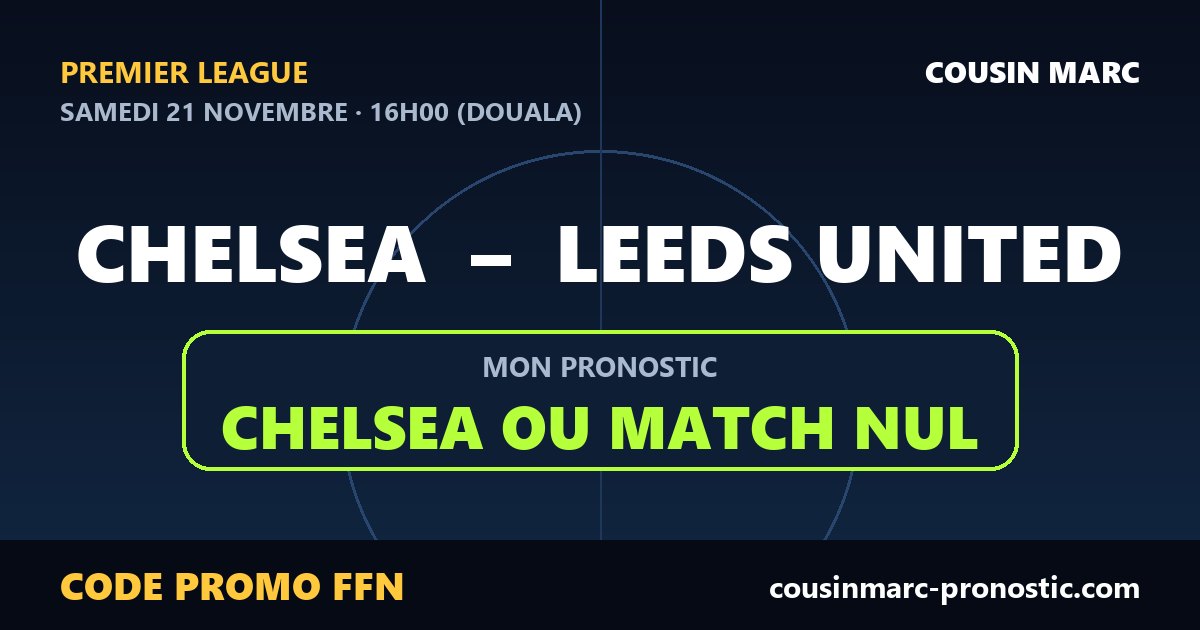 PREMIER LEAGUE
COUSIN MARC
SAMEDI 21 NOVEMBRE · 16H00 (DOUALA)
CHELSEA – LEEDS UNITED
MON PRONOSTIC
CHELSEA OU MATCH NUL
CODE PROMO FFN
cousinmarc-pronostic.com